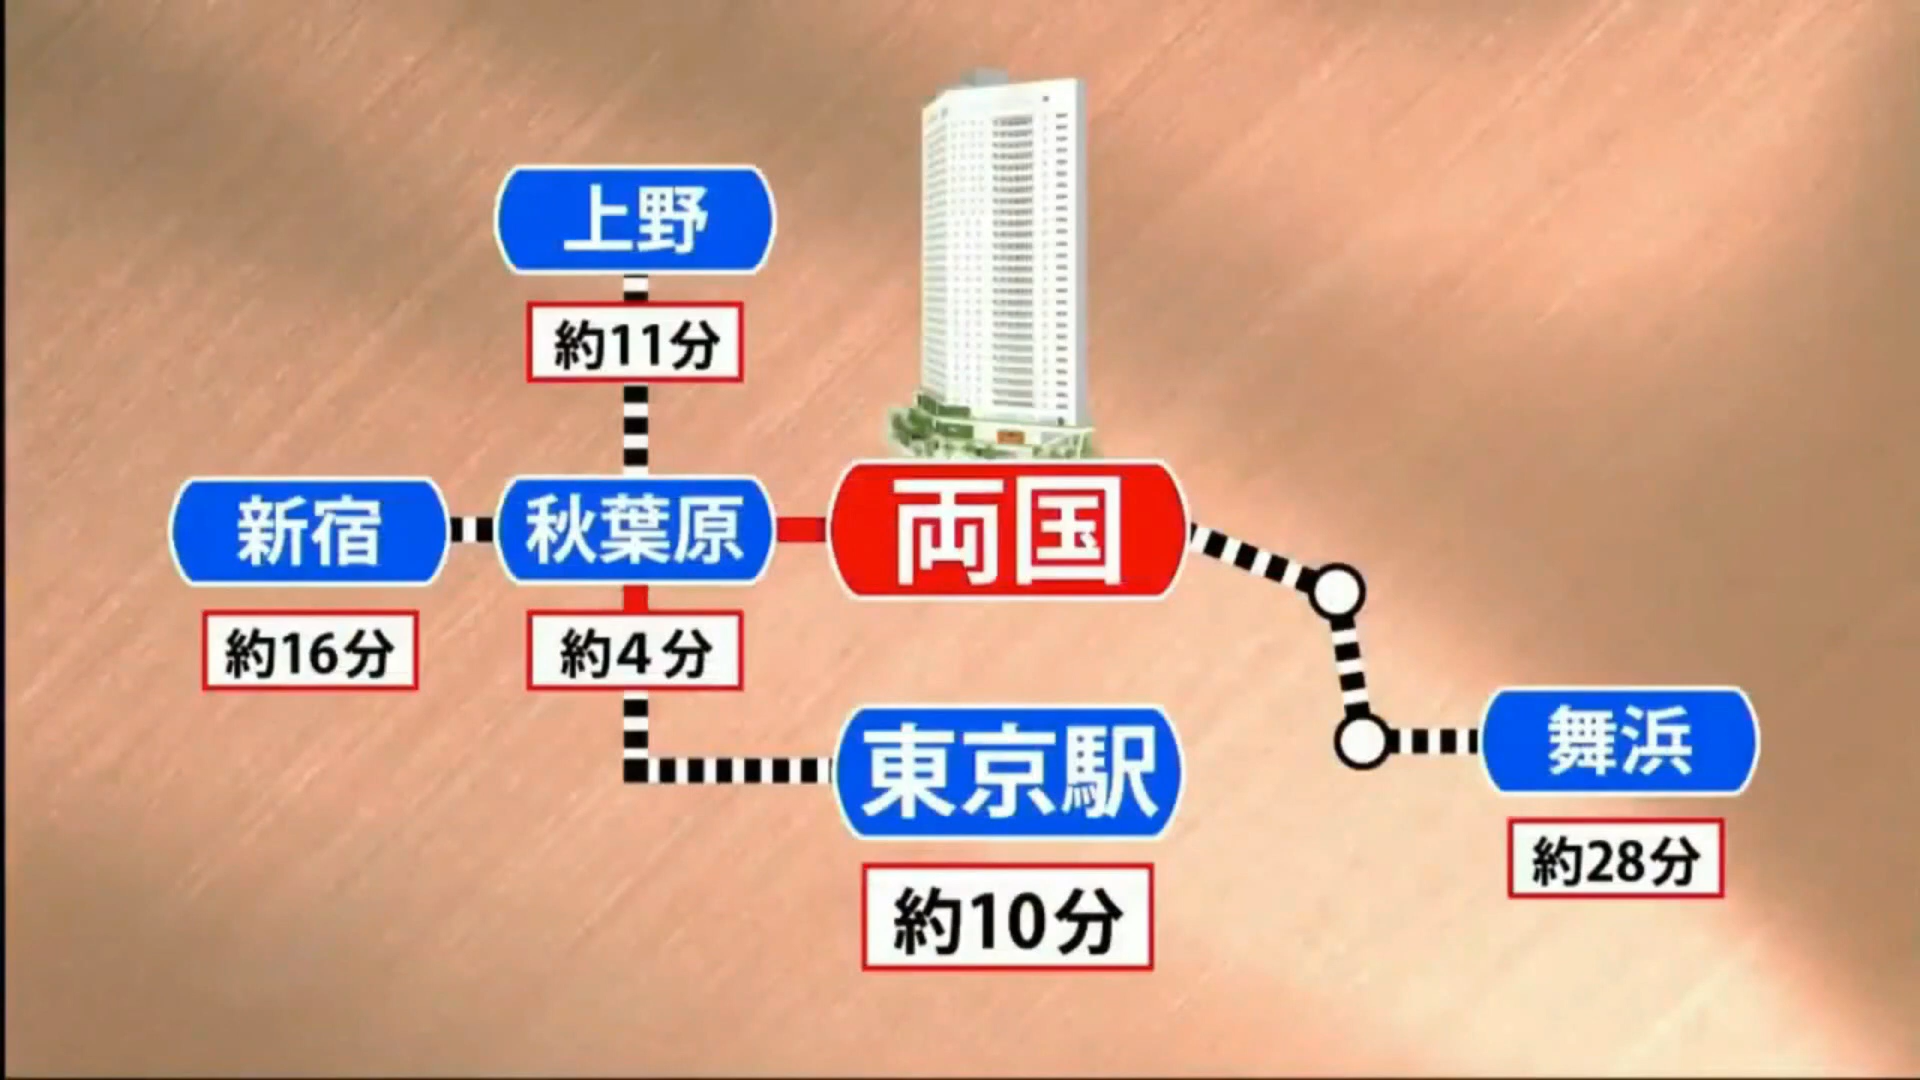 上野
約11分
新宿
秋葉原
両国
約16分
約4分
東京駅
約10分
舞浜
約28分